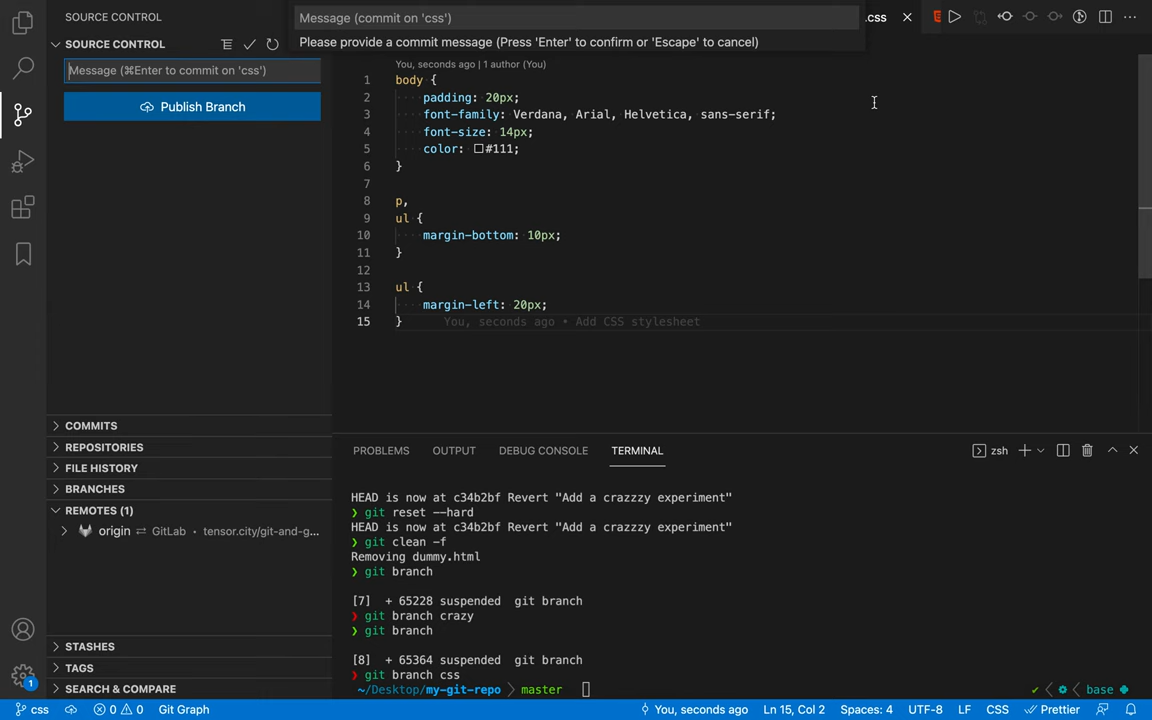 SOURCE CONTROL
SOURCE CONTROL
Message (⌘Enter to commit on 'css')
Publish Branch
COMMITS
REPOSITORIES
FILE HISTORY
BRANCHES
REMOTES (1)
origin ⇄ GitLab • tensor.city/git-and-g...
STASHES
TAGS
SEARCH & COMPARE
1
Message (commit on 'css')
Please provide a commit message (Press 'Enter' to confirm or 'Escape' to cancel)
.css
You, seconds ago | 1 author (You)
1 body {
2 padding: 20px;
3 font-family: Verdana, Arial, Helvetica, sans-serif;
4 font-size: 14px;
5 color: #111;
6 }
7
8 p,
9 ul {
10 margin-bottom: 10px;
11 }
12
13 ul {
14 margin-left: 20px;
15 } You, seconds ago • Add CSS stylesheet
PROBLEMS OUTPUT DEBUG CONSOLE TERMINAL zsh
HEAD is now at c34b2bf Revert "Add a crazzzy experiment"
❯ git reset --hard
HEAD is now at c34b2bf Revert "Add a crazzzy experiment"
❯ git clean -f
Removing dummy.html
❯ git branch
[7] + 65228 suspended git branch
❯ git branch crazy
❯ git branch
[8] + 65364 suspended git branch
❯ git branch css
~/Desktop/my-git-repo master ✓ base
css 0 0 Git Graph You, seconds ago Ln 15, Col 2 Spaces: 4 UTF-8 LF CSS Prettier